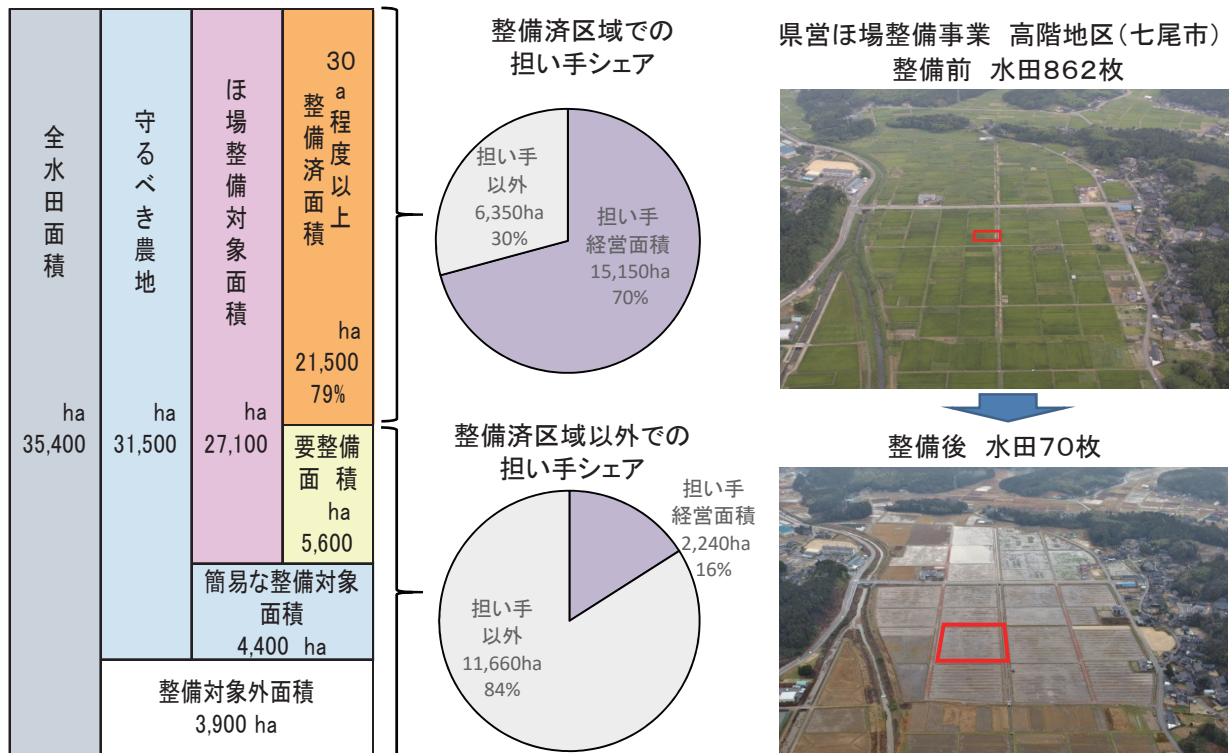 全水田面積
ha
35,400
守るべき農地
ha
31,500
ほ場整備対象面積
ha
27,100
30a程度以上
整備済面積
ha
21,500
79%
要整備
面 積
ha
5,600
簡易な整備対象
面積
4,400 ha
整備対象外面積
3,900 ha
整備済区域での
担い手シェア
担い手
以外
6,350ha
30%
担い手
経営面積
15,150ha
70%
整備済区域以外での
担い手シェア
担い手
経営面積
2,240ha
16%
担い手
以外
11,660ha
84%
県営ほ場整備事業 高階地区(七尾市)
整備前 水田862枚
整備後 水田70枚